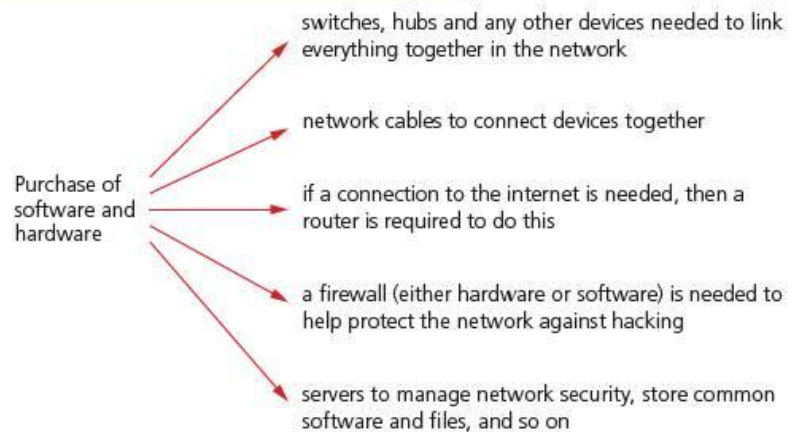 switches, hubs and any other devices needed to link
everything together in the network
network cables to connect devices together
Purchase of
software and
hardware
if a connection to the internet is needed, then a
router is required to do this
a firewall (either hardware or software) is needed to
help protect the network against hacking
servers to manage network security, store common
software and files, and so on